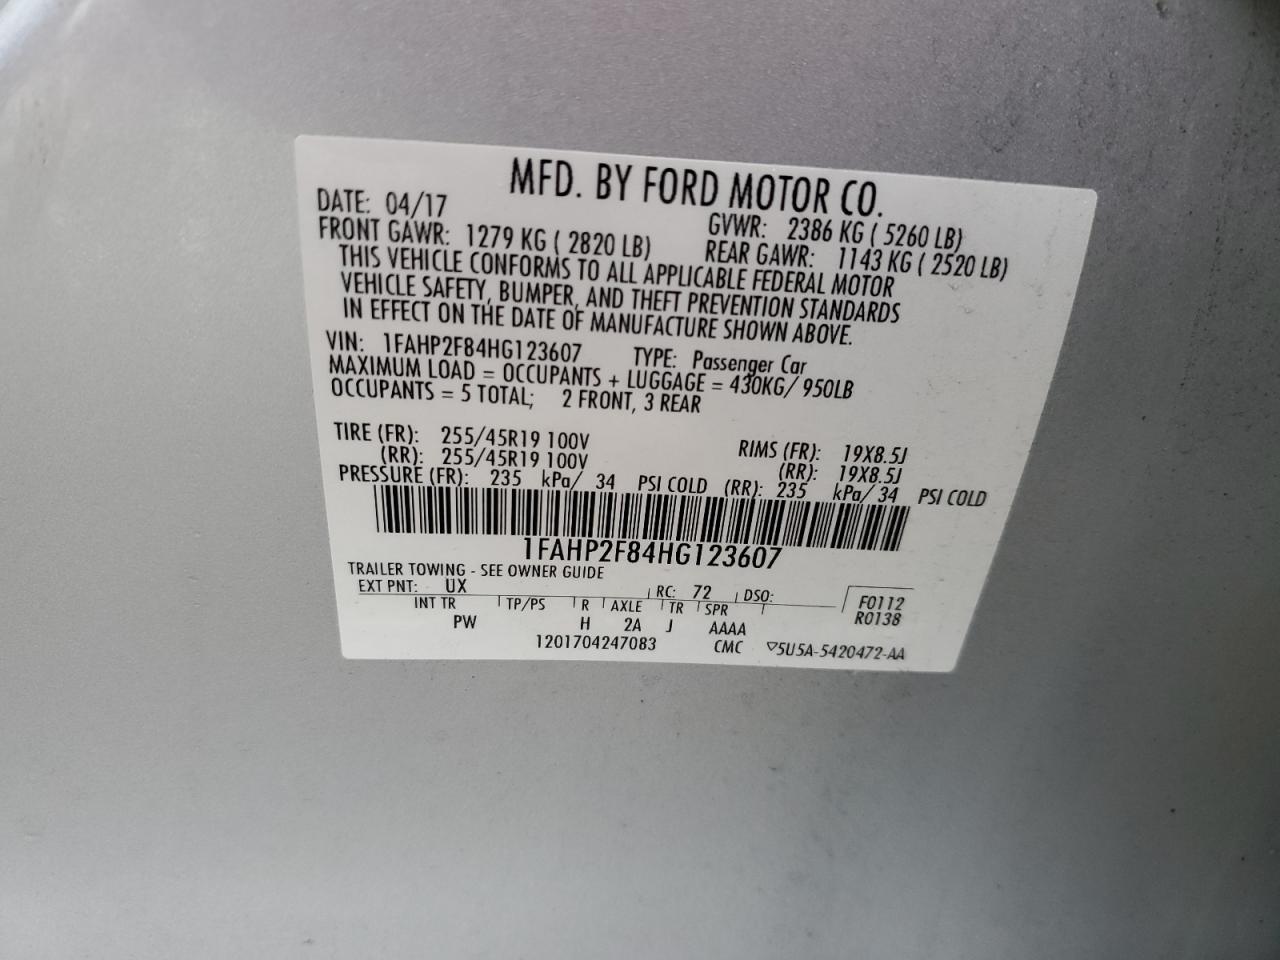 MFD. BY FORD MOTOR CO.
DATE: 04/17 GVWR: 2386 KG ( 5260 LB)
FRONT GAWR: 1279 KG ( 2820 LB) REAR GAWR: 1143 KG ( 2520 LB)
THIS VEHICLE CONFORMS TO ALL APPLICABLE FEDERAL MOTOR
VEHICLE SAFETY, BUMPER, AND THEFT PREVENTION STANDARDS
IN EFFECT ON THE DATE OF MANUFACTURE SHOWN ABOVE.
VIN: 1FAHP2F84HG123607 TYPE: Passenger Car
MAXIMUM LOAD = OCCUPANTS + LUGGAGE = 430KG/ 950LB
OCCUPANTS = 5 TOTAL; 2 FRONT, 3 REAR
TIRE (FR): 255/45R19 100V RIMS (FR): 19X8.5J
(RR): 255/45R19 100V (RR): 19X8.5J
PRESSURE (FR): 235 kPa/ 34 PSI COLD (RR): 235 kPa/ 34 PSI COLD
1FAHP2F84HG123607
TRAILER TOWING - SEE OWNER GUIDE
EXT PNT: UX RC: 72 DSO: F0112
INT TR TP/PS R AXLE TR SPR R0138
PW H 2A J AAAA
1201704247083 CMC ▽5U5A-5420472-AA